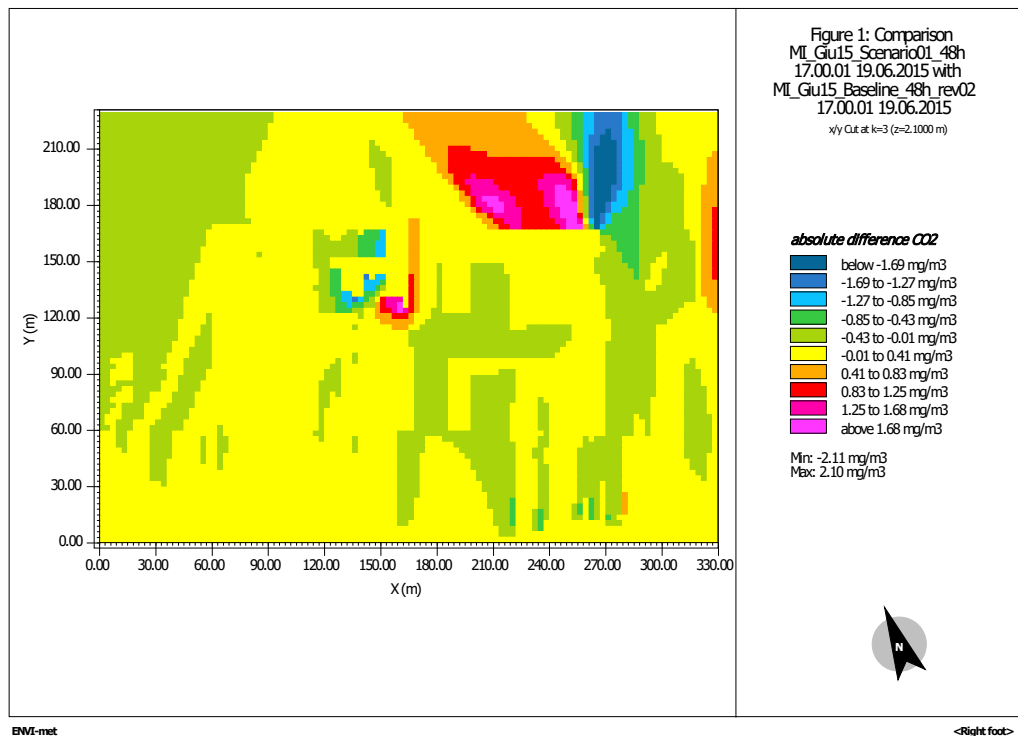 Figure 1: Comparison
MI_Giu15_Scenario01_48h
17.00.01 19.06.2015 with
MI_Giu15_Baseline_48h_rev02
17.00.01 19.06.2015
x/y Cut at k=3 (z=2.1000 m)
210.00
180.00
150.00
120.00
90.00
60.00
30.00
0.00
Y (m)
0.00 30.00 60.00 90.00 120.00 150.00 180.00 210.00 240.00 270.00 300.00 330.00
X (m)
absolute difference CO2
below -1.69 mg/m3
-1.69 to -1.27 mg/m3
-1.27 to -0.85 mg/m3
-0.85 to -0.43 mg/m3
-0.43 to -0.01 mg/m3
-0.01 to 0.41 mg/m3
0.41 to 0.83 mg/m3
0.83 to 1.25 mg/m3
1.25 to 1.68 mg/m3
above 1.68 mg/m3
Min: -2.11 mg/m3
Max: 2.10 mg/m3
N
ENVI-met
<Right foot>